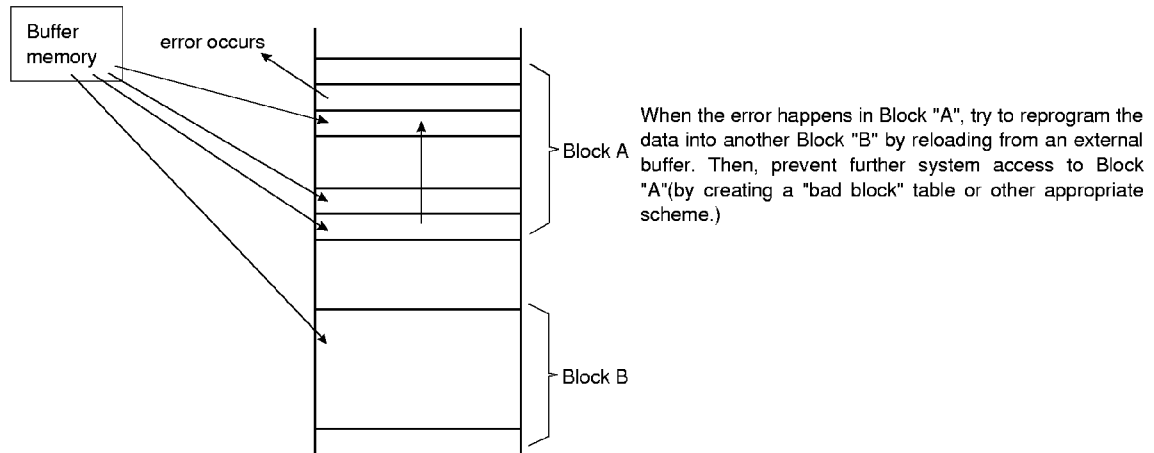 Buffer
memory
error occurs
Block A
Block B
When the error happens in Block "A", try to reprogram the
data into another Block "B" by reloading from an external
buffer. Then, prevent further system access to Block
"A"(by creating a "bad block" table or other appropriate
scheme.)